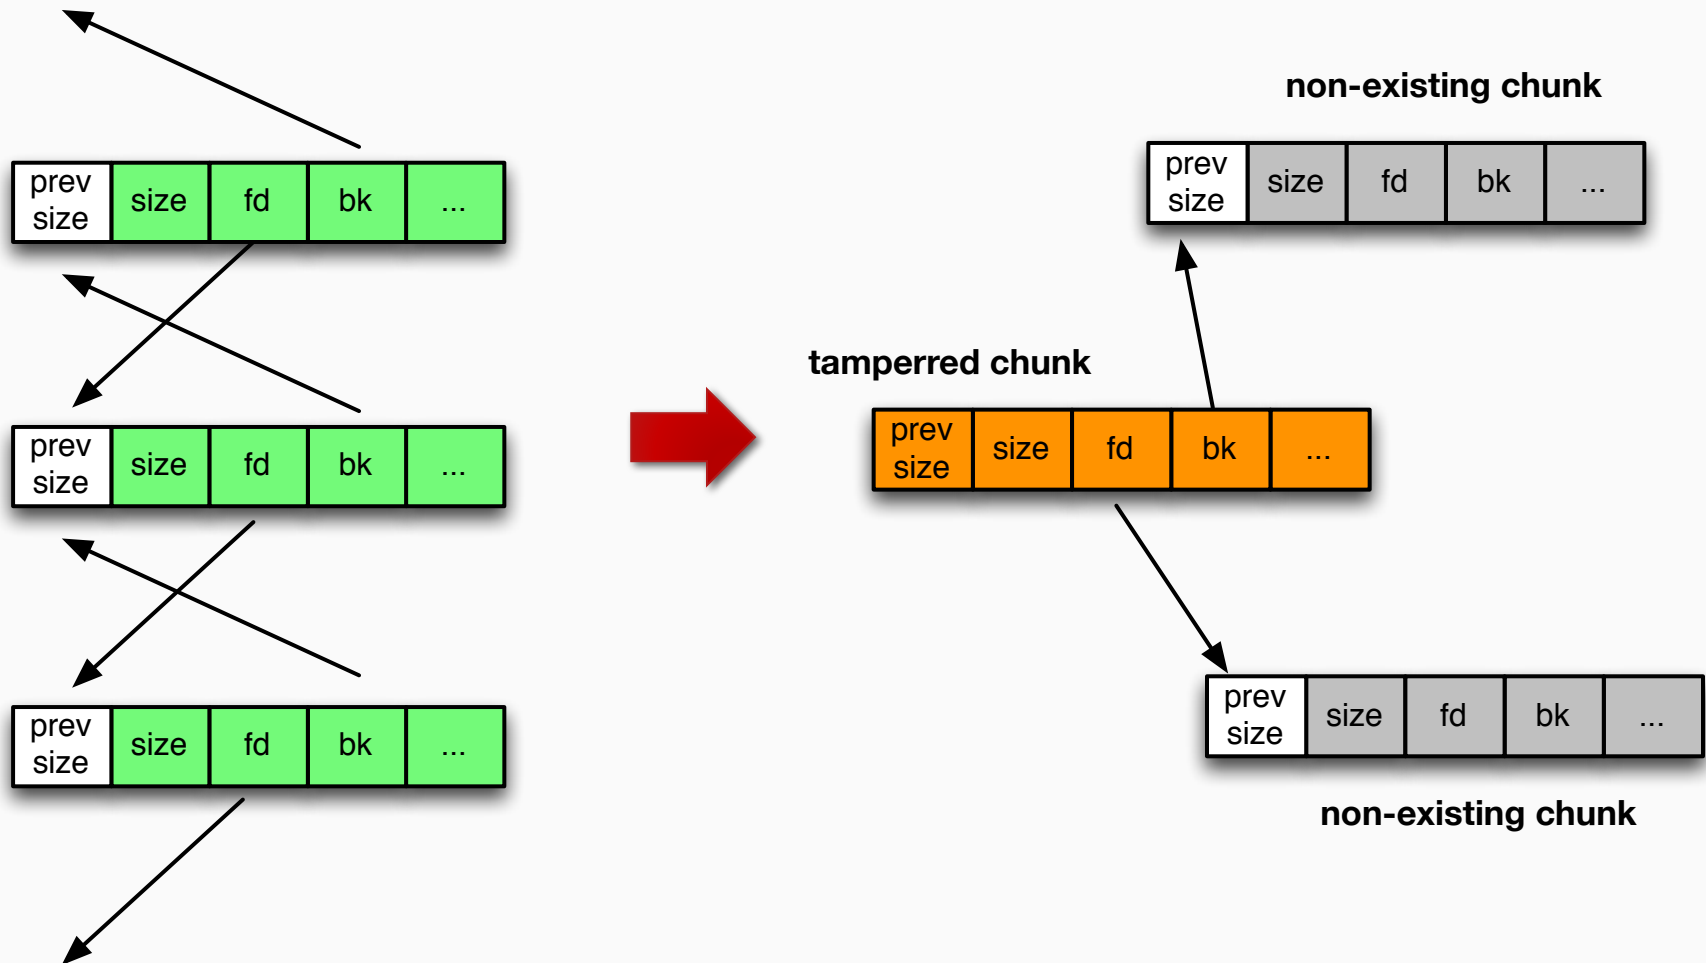 prev
size
size
fd
bk
...
prev
size
size
fd
bk
...
prev
size
size
fd
bk
...
non-existing chunk
prev
size
size
fd
bk
...
tamperred chunk
prev
size
size
fd
bk
...
prev
size
size
fd
bk
...
non-existing chunk